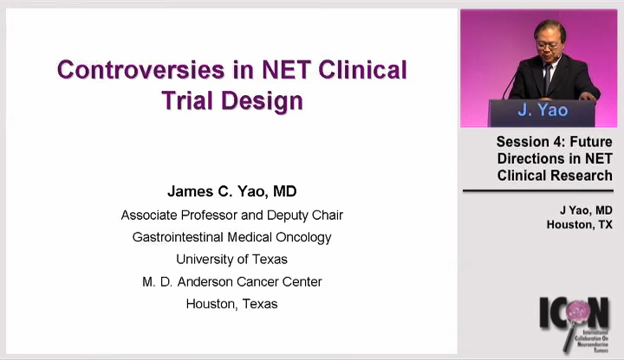 Controversies in NET Clinical
Trial Design
James C. Yao, MD
Associate Professor and Deputy Chair
Gastrointestinal Medical Oncology
University of Texas
M. D. Anderson Cancer Center
Houston, Texas
J. Yao
Session 4: Future
Directions in NET
Clinical Research
J Yao, MD
Houston, TX
ICON
International
Collaboration On
Neuroendocrine
Tumors